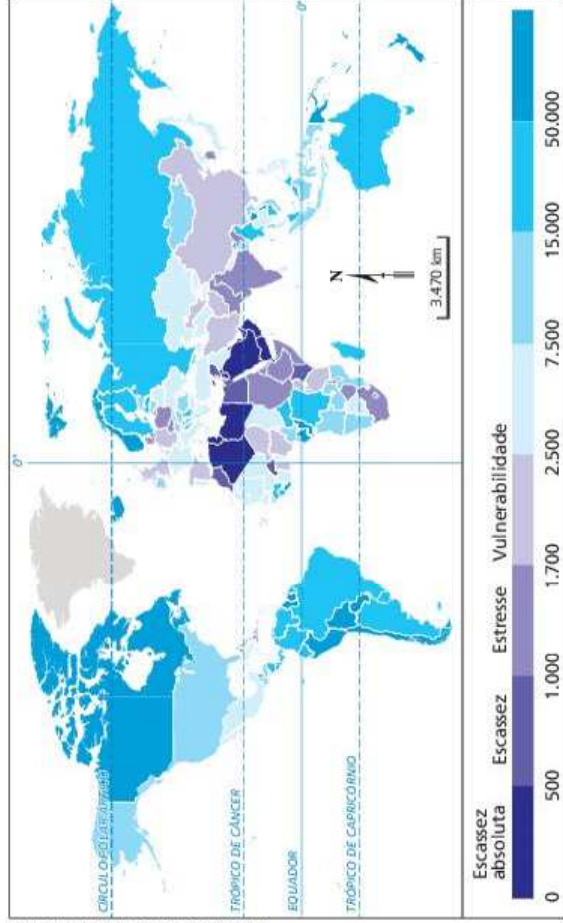 0°
CÍRCULO POLAR ÁRTICO
TRÓPICO DE CÂNCER
EQUADOR
0°
TRÓPICO DE CAPRICÓRNIO
N
3.470 km
Escassez
absoluta
Escassez
Estresse
Vulnerabilidade
0
500
1.000
1.700
2.500
7.500
15.000
50.000